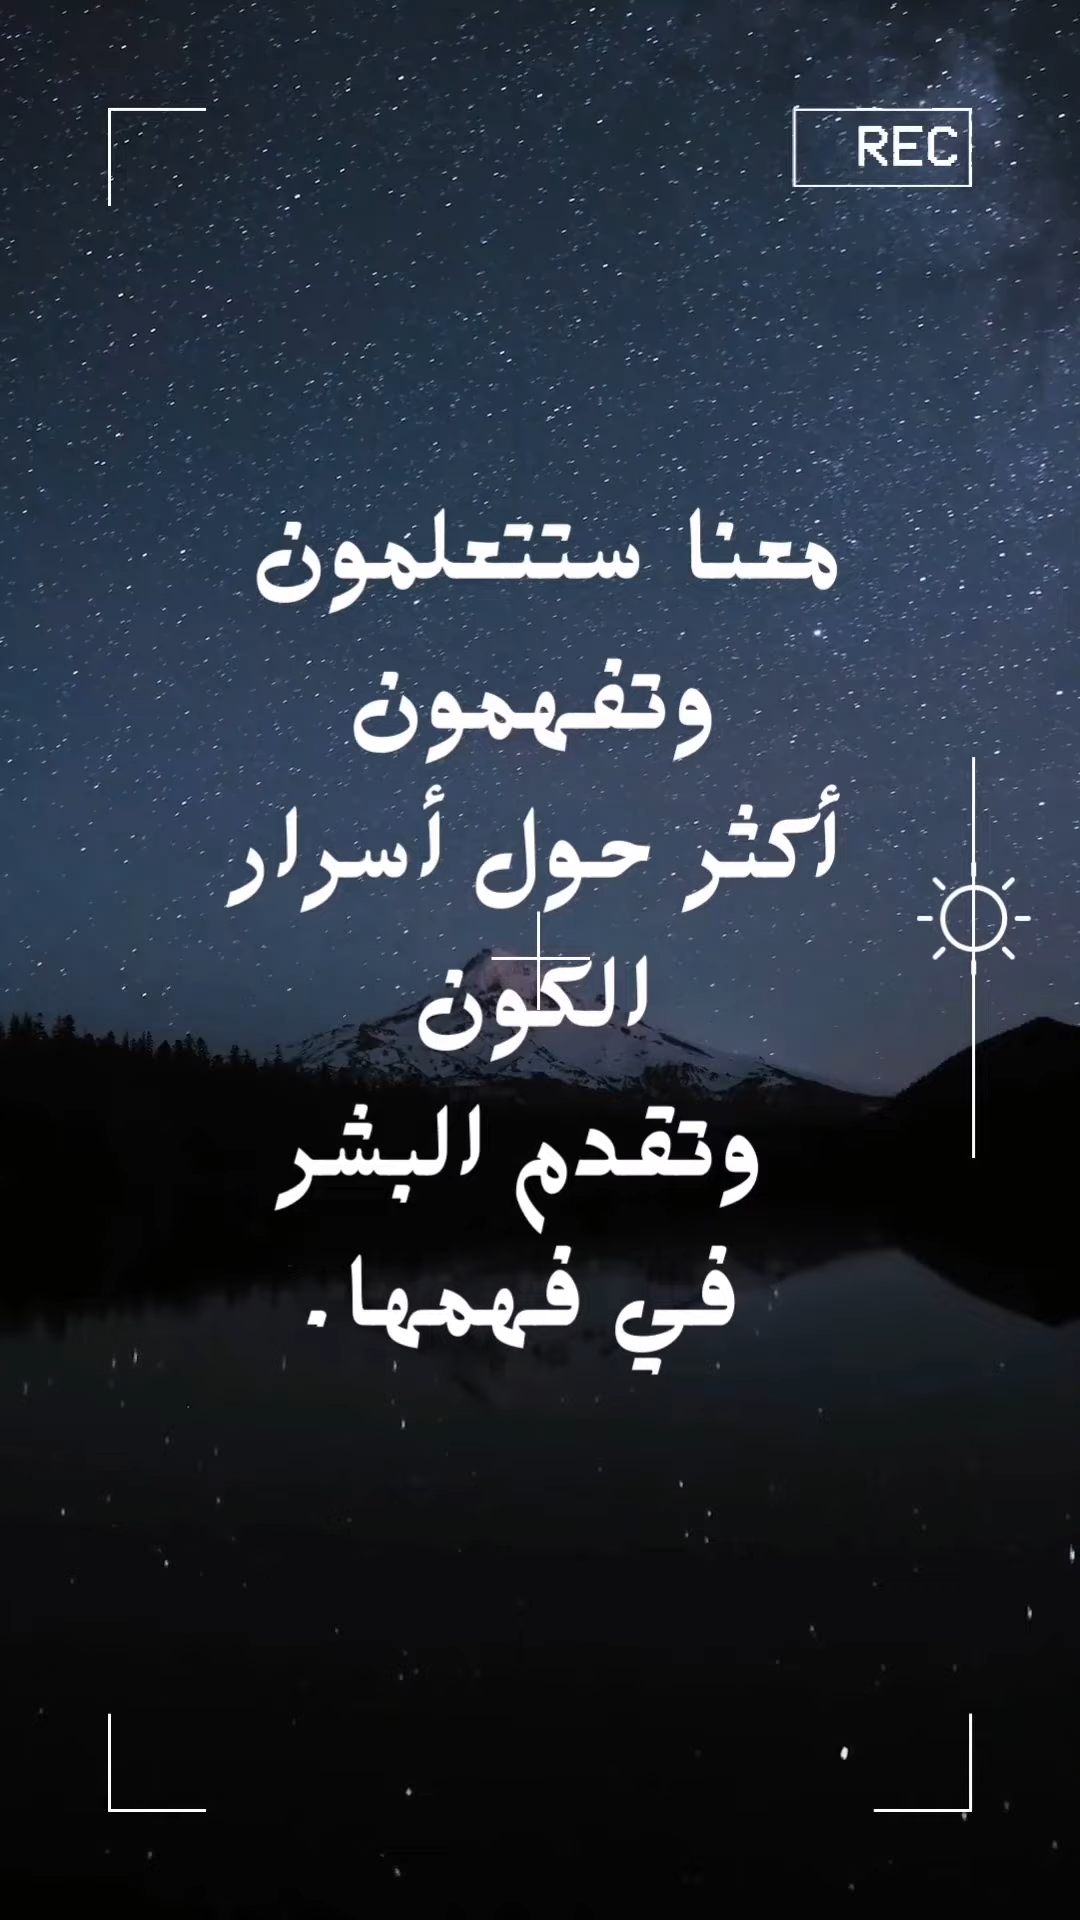 REC
معنا ستتعلمون
وتفهمون
أكثر حول أسرار
الكون
وتقدم البشر
في فهمها.